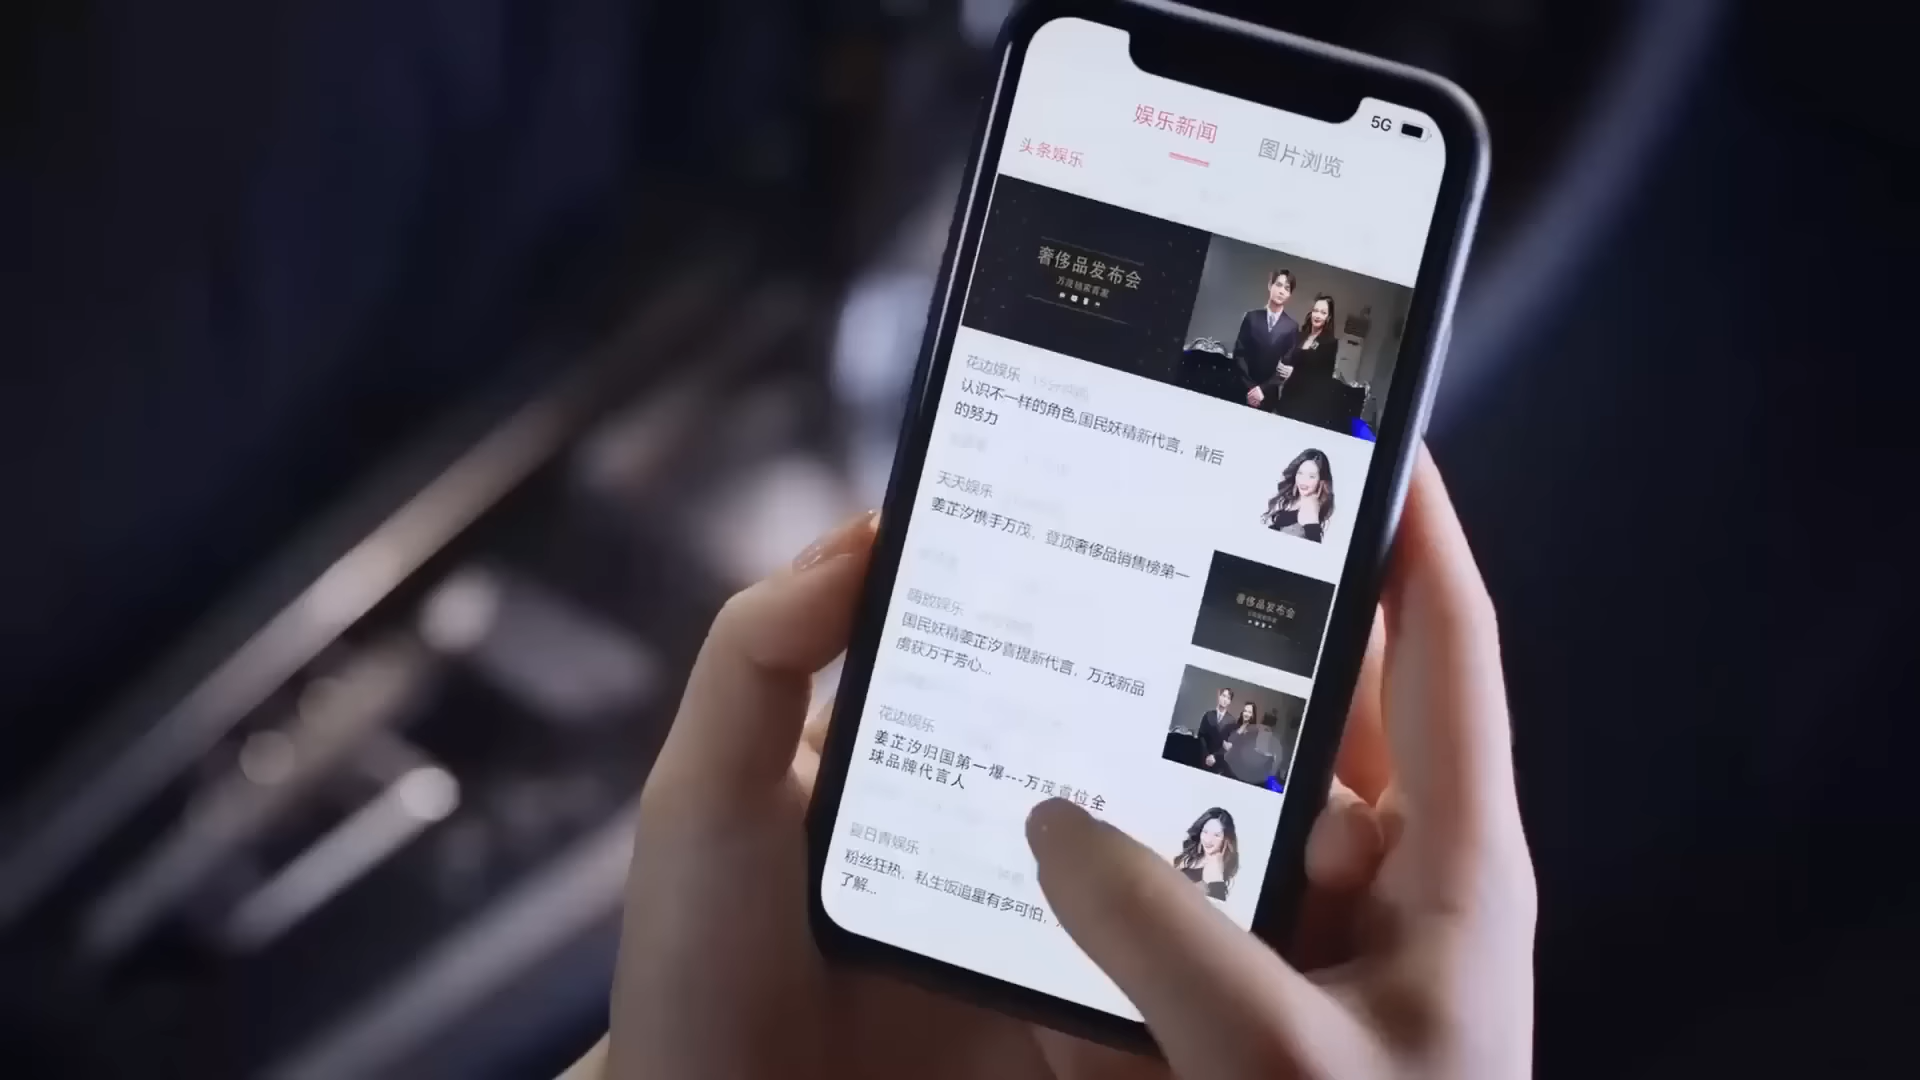 5G
娱乐新闻
图片浏览
头条娱乐
奢侈品发布会
花边娱乐
认识不一样的角色,国民妖精新代言，背后
的努力
天天娱乐
姜芷汐携手万茂，登顶奢侈品销售榜第一
奢侈品发布会
嗨放娱乐
国民妖精姜芷汐喜提新代言，万茂新品
虏获万千芳心...
花边娱乐
姜芷汐归国第一爆---万茂首位全
球品牌代言人
夏日青娱乐
粉丝狂热，私生饭追星有多可怕，
了解...